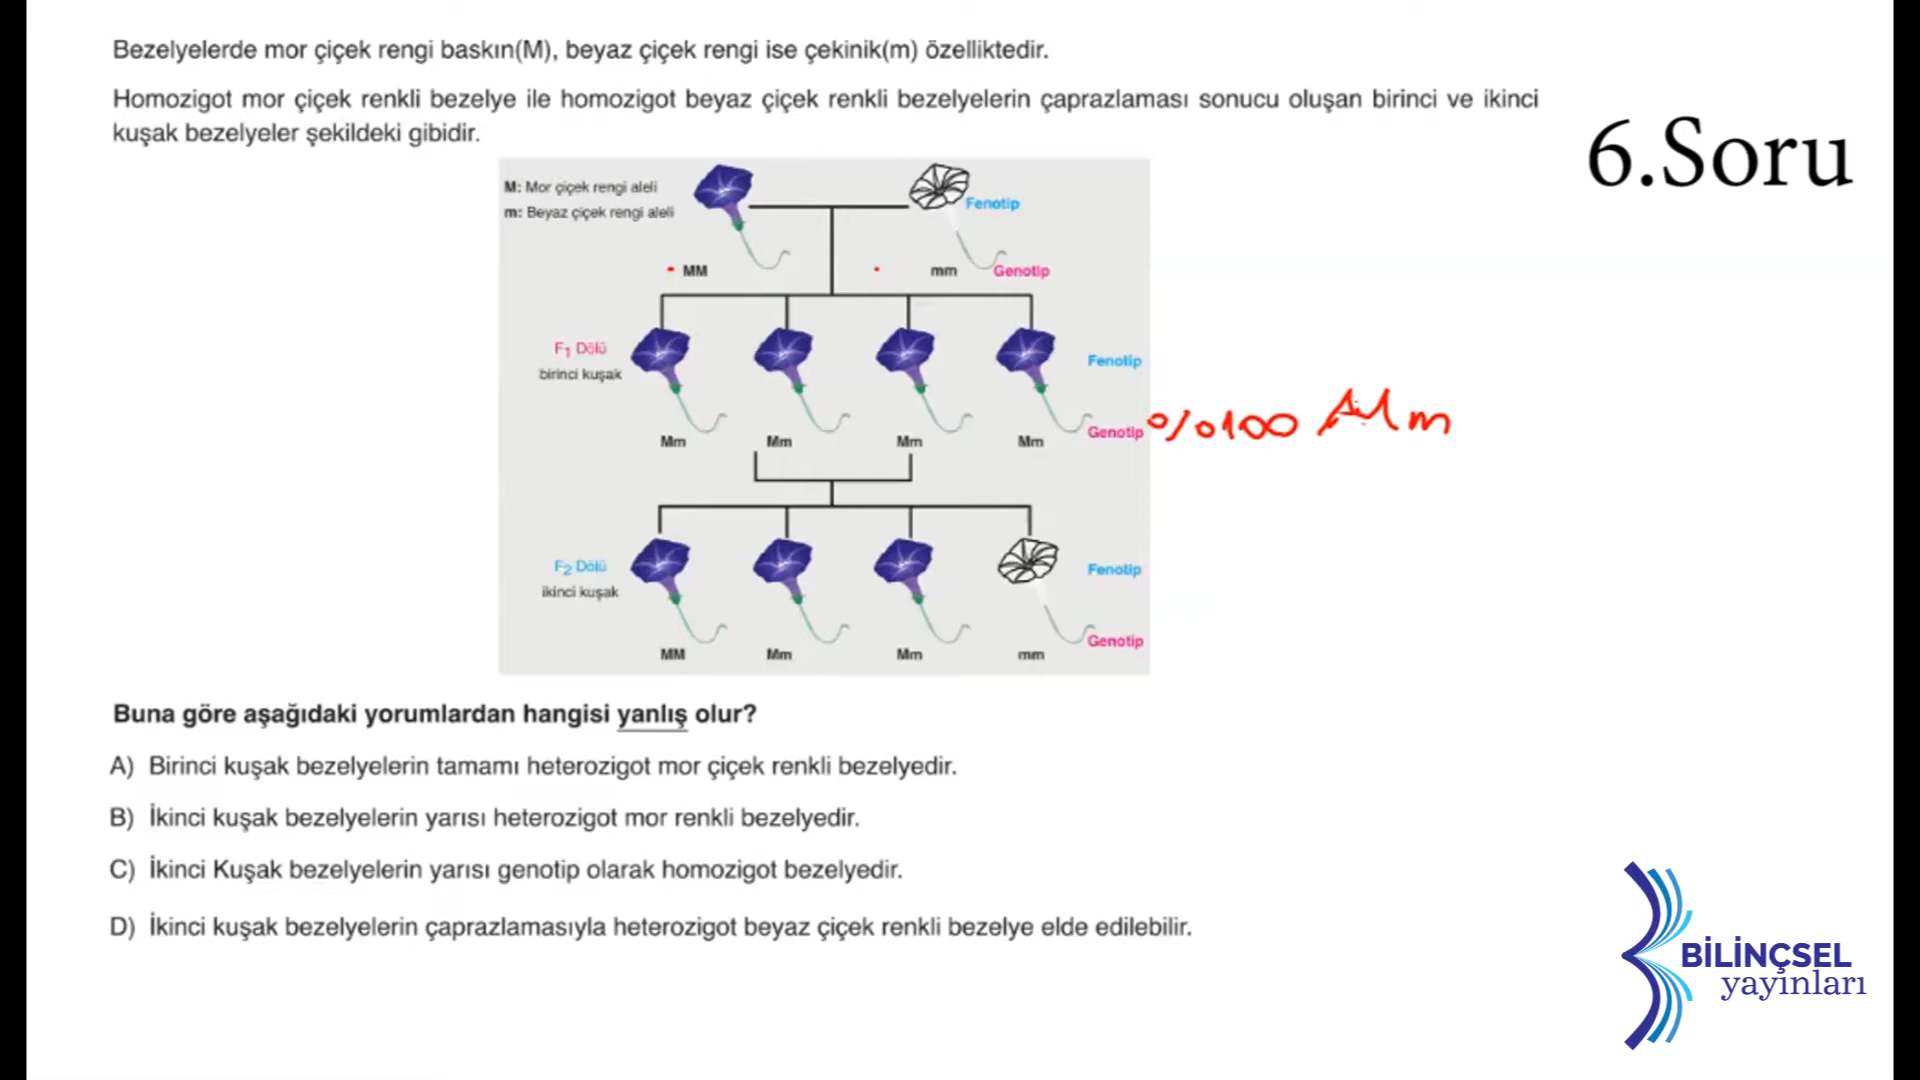 Bezelyelerde mor çiçek rengi baskın(M), beyaz çiçek rengi ise çekinik(m) özelliktedir.
Homozigot mor çiçek renkli bezelye ile homozigot beyaz çiçek renkli bezelyelerin çaprazlaması sonucu oluşan birinci ve ikinci
kuşak bezelyeler şekildeki gibidir.
6.Soru
M: Mor çiçek rengi aleli
m: Beyaz çiçek rengi aleli
Fenotip
MM
mm
Genotip
F1 Dölü
birinci kuşak
Fenotip
Mm
Mm
Mm
Mm
Genotip
%100 Mm
F2 Dölü
ikinci kuşak
Fenotip
Genotip
MM
Mm
Mm
mm
Buna göre aşağıdaki yorumlardan hangisi yanlış olur?
A) Birinci kuşak bezelyelerin tamamı heterozigot mor çiçek renkli bezelyedir.
B) İkinci kuşak bezelyelerin yarısı heterozigot mor renkli bezelyedir.
C) İkinci Kuşak bezelyelerin yarısı genotip olarak homozigot bezelyedir.
D) İkinci kuşak bezelyelerin çaprazlamasıyla heterozigot beyaz çiçek renkli bezelye elde edilebilir.
BİLİNÇSEL
yayınları